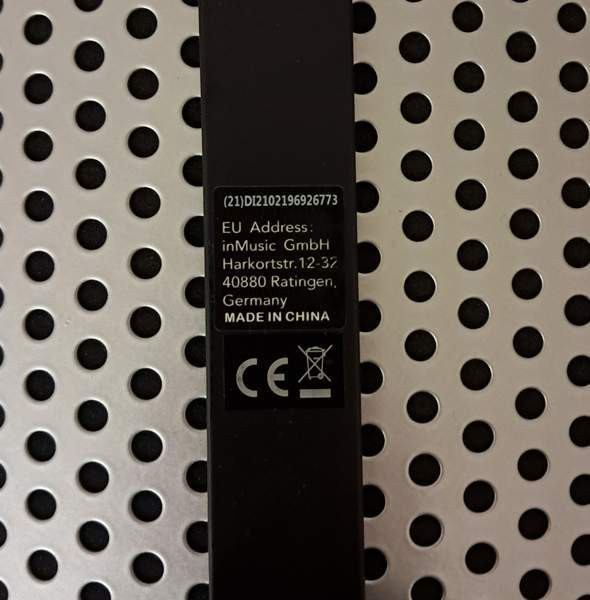 (21)DI2102196926773
EU Address:
inMusic GmbH
Harkortstr.12-32
40880 Ratingen,
Germany
MADE IN CHINA
CE